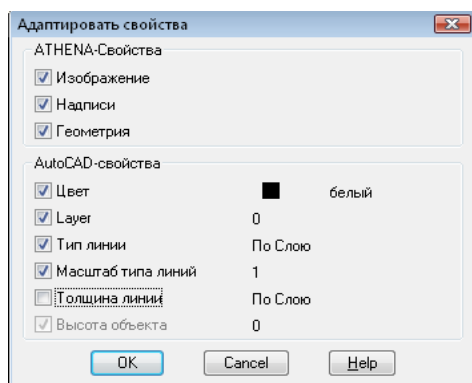 Адаптировать свойства
ATHENA-Свойства
Изображение
Надписи
Геометрия
AutoCAD-свойства
Цвет белый
Layer 0
Тип линии По Слою
Масштаб типа линий 1
Толщина линии По Слою
Высота объекта 0
OK Cancel Help